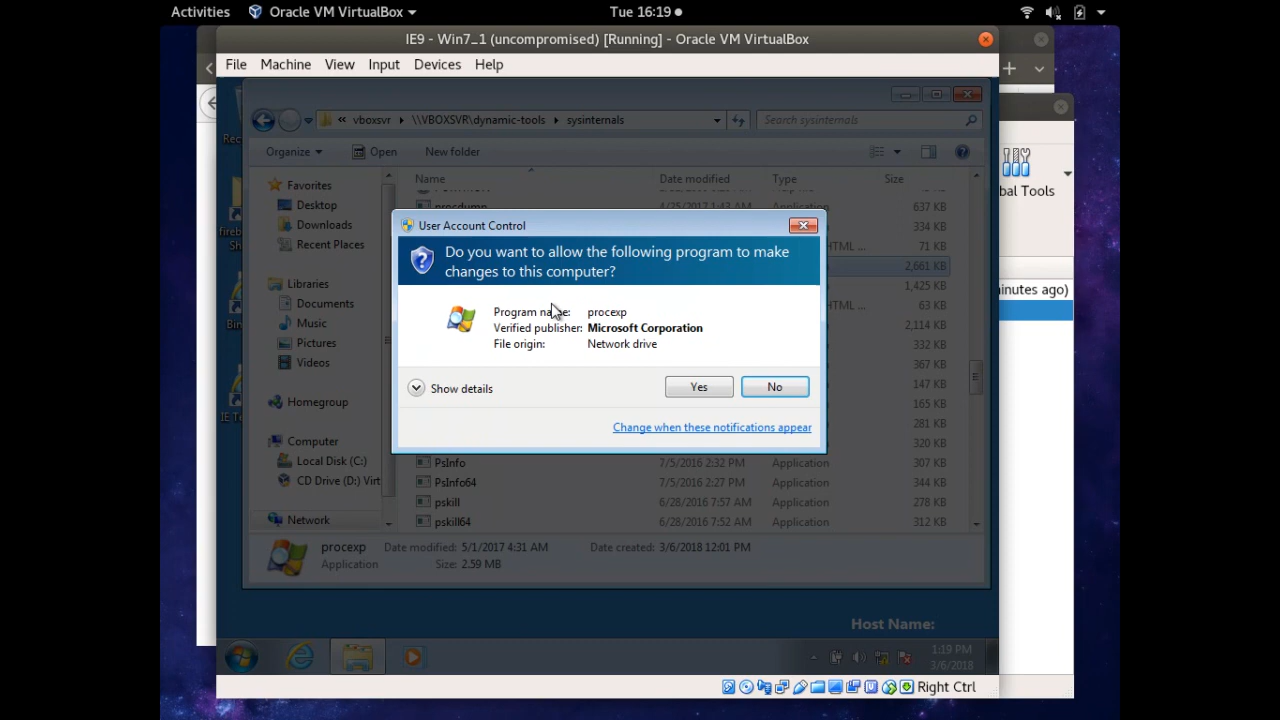 Activities
Oracle VM VirtualBox
Tue 16:19
IE9 - Win7_1 (uncompromised) [Running] - Oracle VM VirtualBox
File Machine View Input Devices Help
« vboxsvr \\VBOXSVR\dynamic-tools sysinternals
Search sysinternals
Organize Open New folder
Name Date modified Type Size
Favorites
Desktop
Downloads
Recent Places
Libraries
Documents
Music
Pictures
Videos
Homegroup
Computer
Local Disk (C:)
CD Drive (D:) Virt
Network
procdump 4/25/2017 1:43 AM Application 637 KB
334 KB
HTML ... 71 KB
2,661 KB
1,425 KB
HTML ... 63 KB
2,114 KB
332 KB
367 KB
147 KB
165 KB
281 KB
320 KB
PsInfo 7/5/2016 2:32 PM Application 307 KB
PsInfo64 7/5/2016 2:27 PM Application 344 KB
pskill 6/28/2016 7:57 AM Application 278 KB
pskill64 6/28/2016 7:52 AM Application 312 KB
User Account Control
Do you want to allow the following program to make
changes to this computer?
Program name: procexp
Verified publisher: Microsoft Corporation
File origin: Network drive
Show details
Yes
No
Change when these notifications appear
procexp Date modified: 5/1/2017 4:31 AM Date created: 3/6/2018 12:01 PM
Application Size: 2.59 MB
Host Name:
1:19 PM
3/6/2018
Right Ctrl
bal Tools
inutes ago)